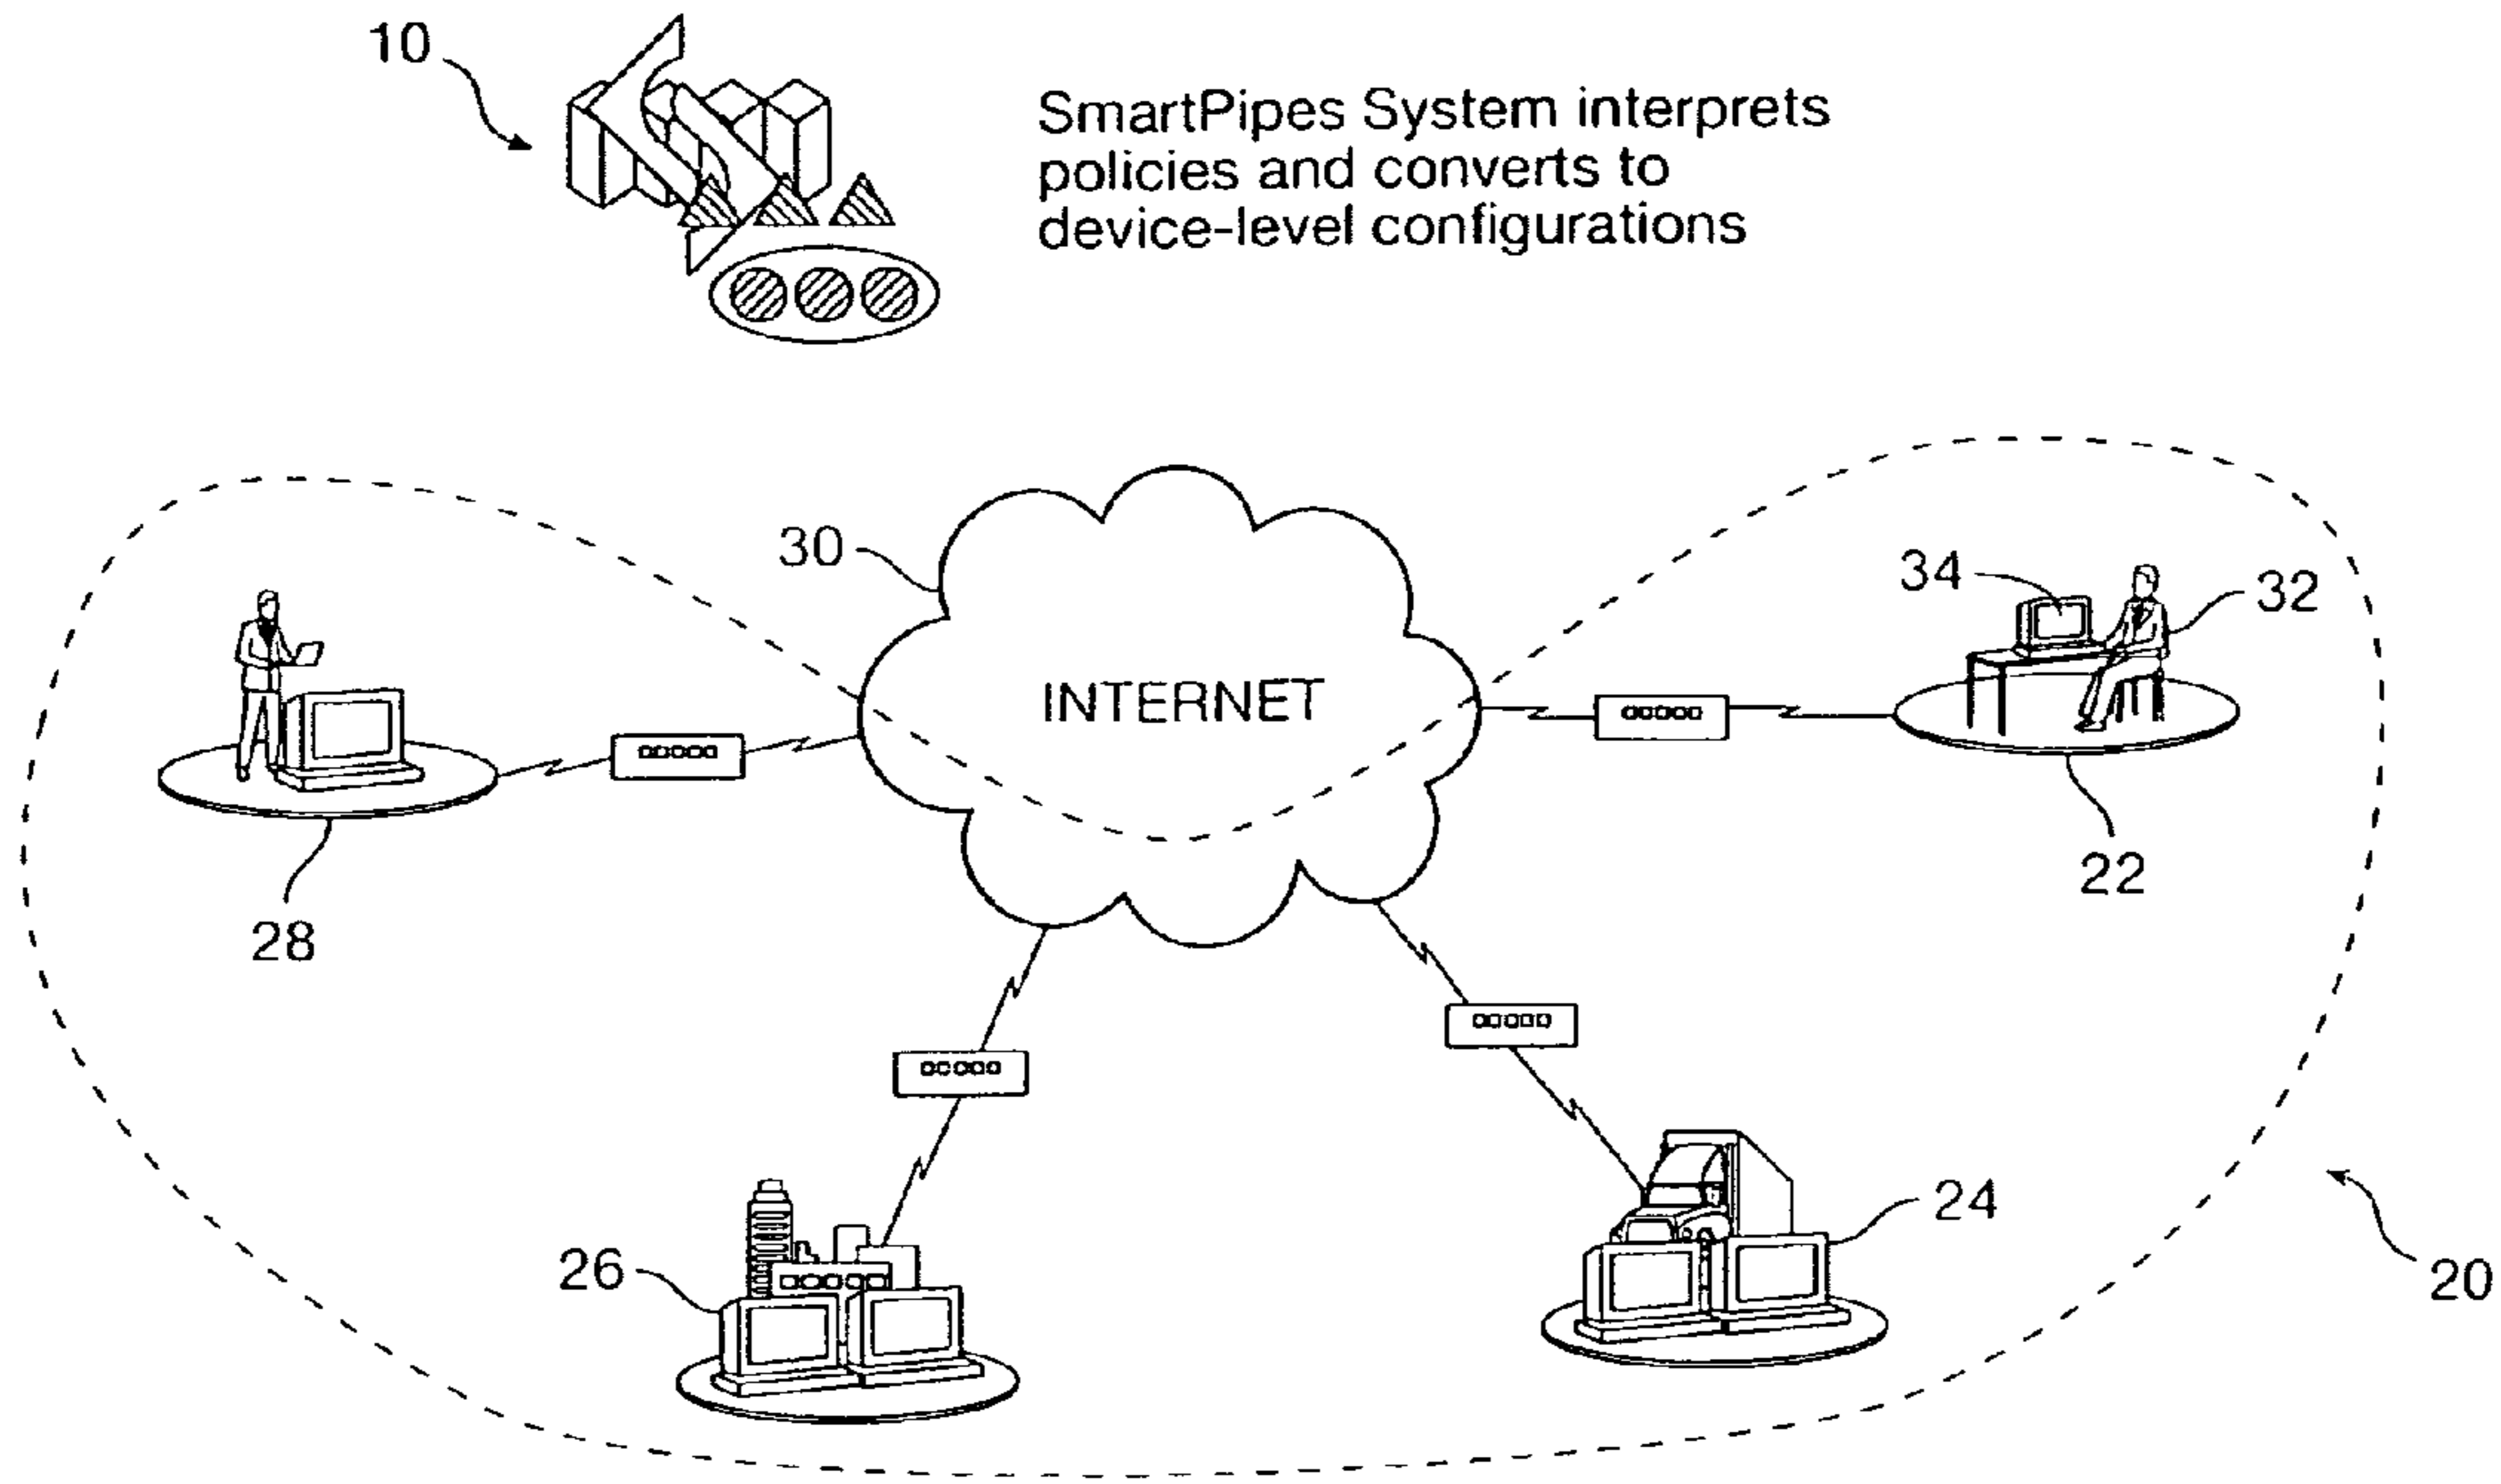 10
SmartPipes System interprets
policies and converts to
device-level configurations
30
34
32
INTERNET
22
28
24
26
20